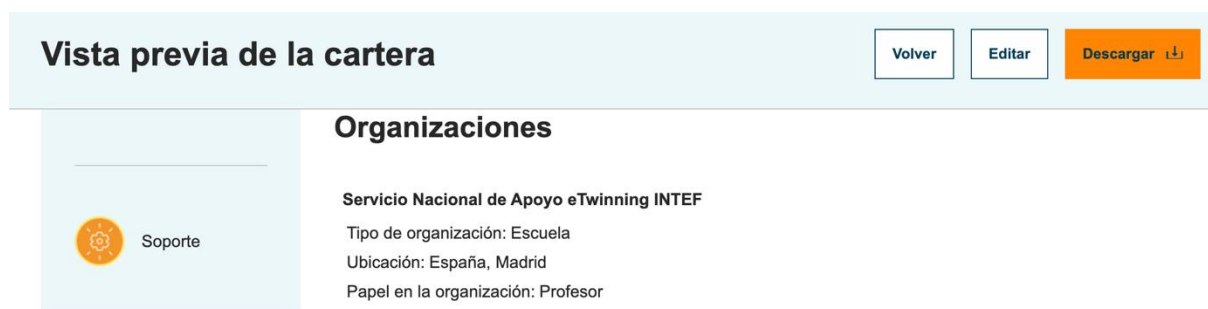 Vista previa de la cartera
Volver
Editar
Descargar
Organizaciones
Servicio Nacional de Apoyo eTwinning INTEF
Soporte
Tipo de organización: Escuela
Ubicación: España, Madrid
Papel en la organización: Profesor